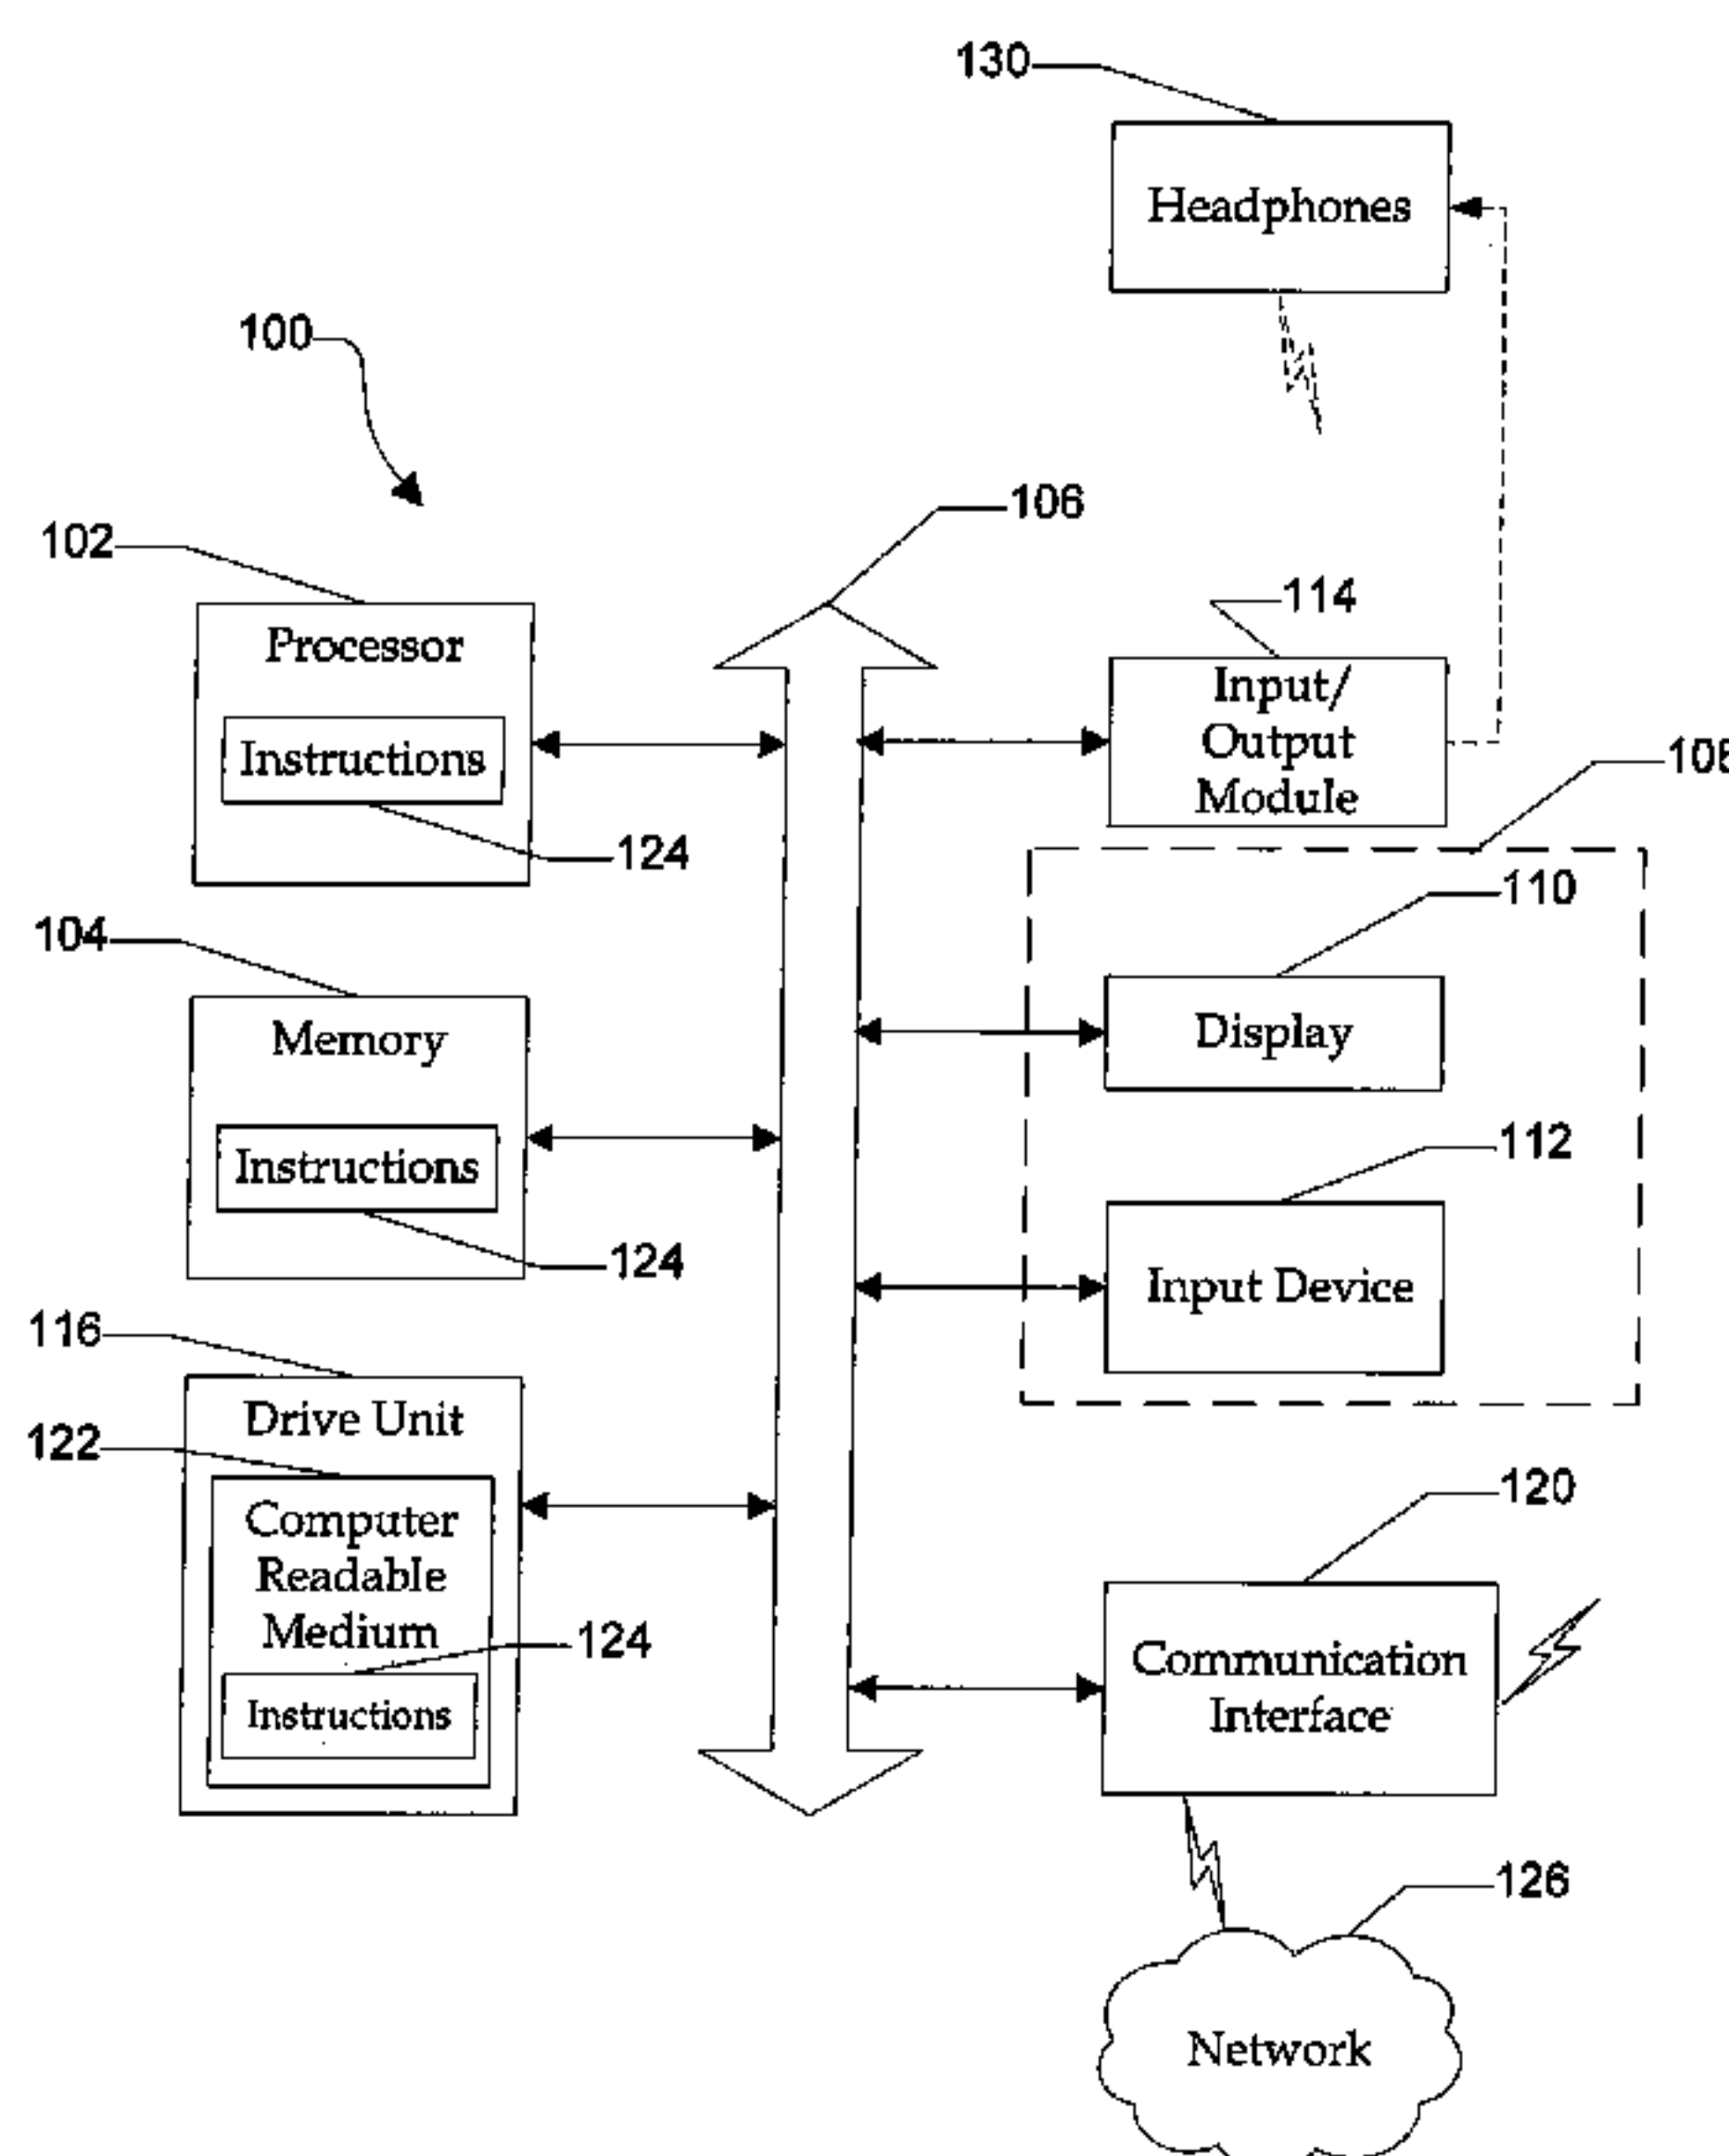 130
Headphones
100
106
102
Processor
Instructions
124
114
Input/
Output
Module
110
Display
104
Memory
Instructions
124
112
Input Device
116
Drive Unit
122
Computer
Readable
Medium
124
Instructions
120
Communication
Interface
126
Network